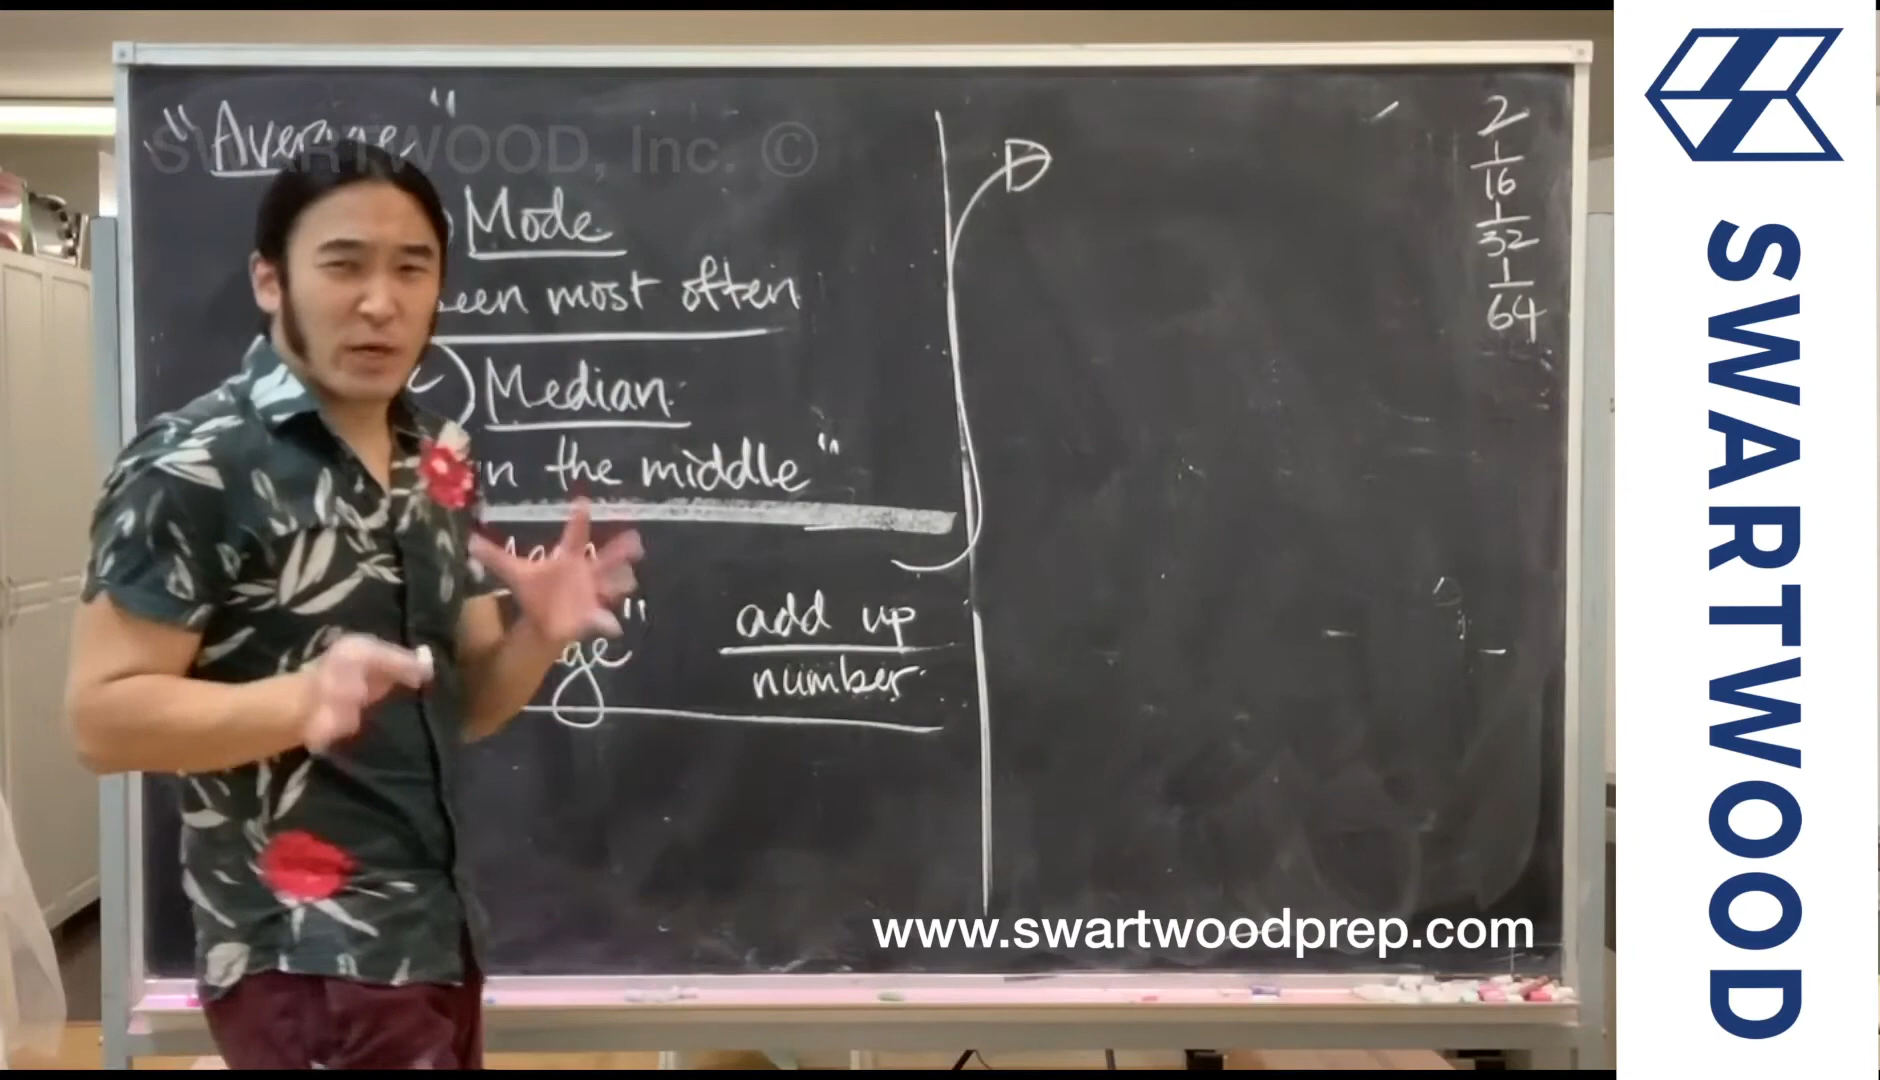 "Average"
SWARTWOOD, Inc. ©
Mode
seen most often
Median
in the middle"
Mean
add up
number
2
1
16
1
32
1
64
www.swartwoodprep.com
SWARTWOOD